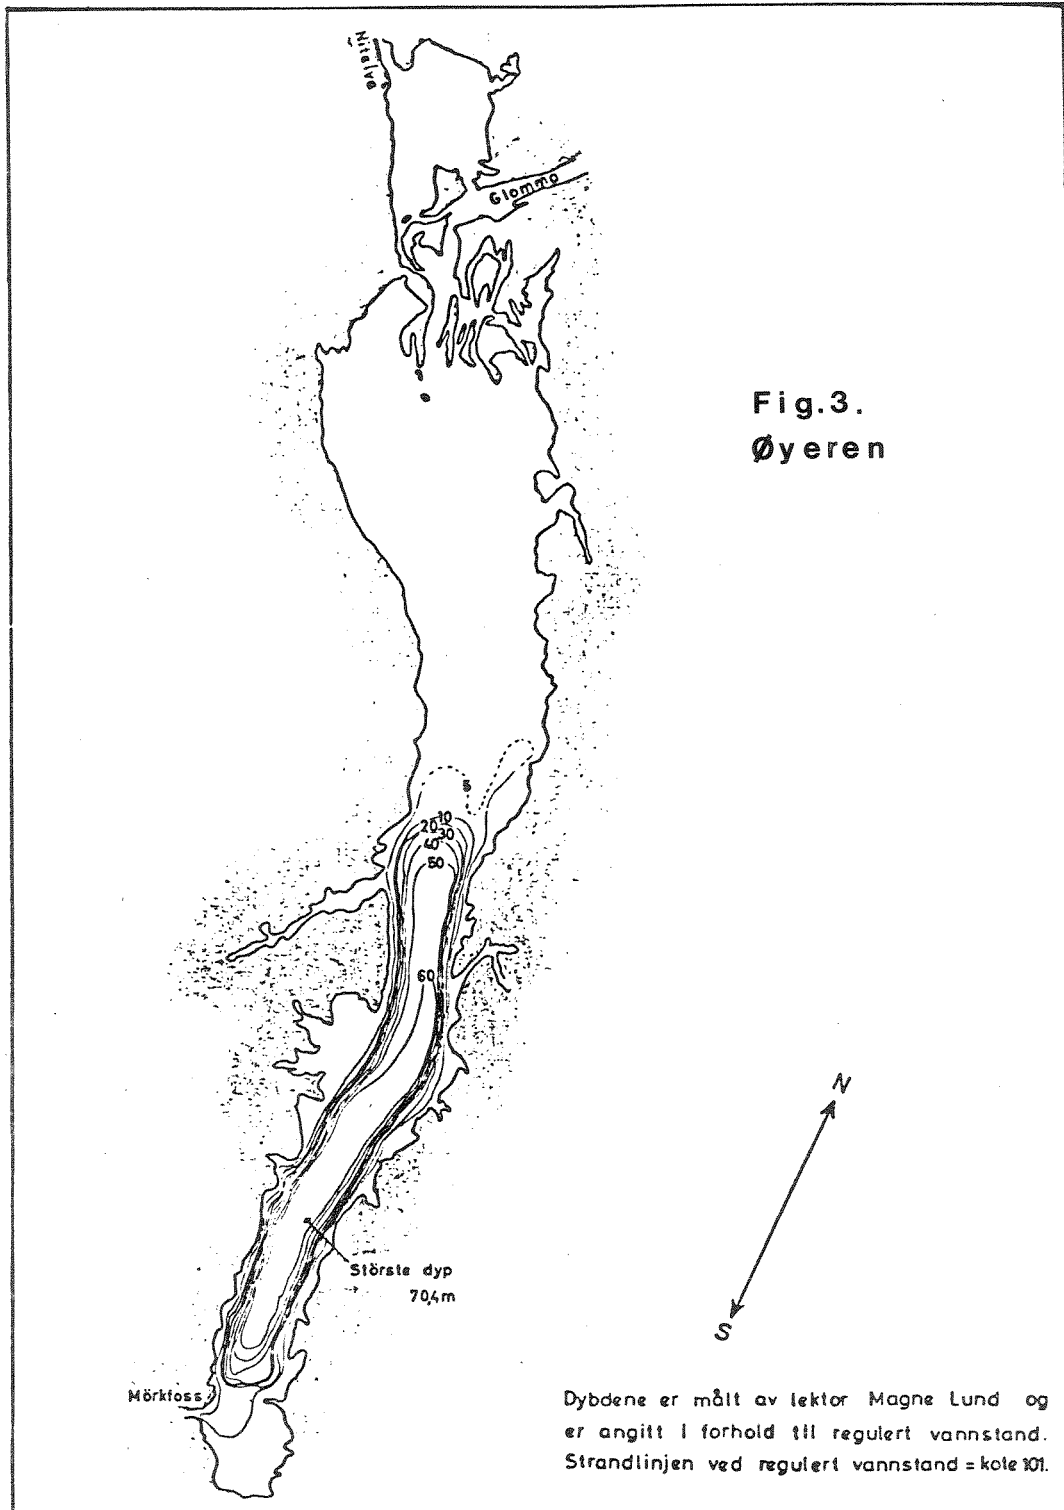 Nitelva
Glomma
Fig.3.
Øyeren
5
10
20
30
40
50
60
Största dyp
70,4m
N
S
Mörkfoss
Dybdene er målt av lektor Magne Lund og
er angitt i forhold til regulert vannstand.
Strandlinjen ved regulert vannstand = kote 101.